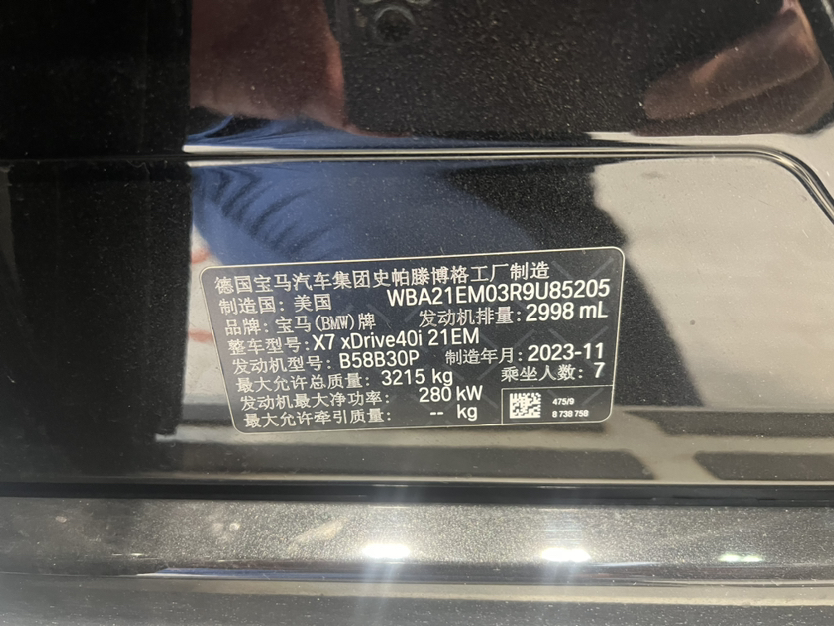 德国宝马汽车集团史帕滕博格工厂制造
制造国: 美国 WBA21EM03R9U85205
品牌: 宝马(BMW)牌 发动机排量: 2998 mL
整车型号: X7 xDrive40i 21EM
发动机型号: B58B30P 制造年月: 2023-11
最大允许总质量: 3215 kg 乘坐人数: 7
发动机最大净功率: 280 kW
最大允许牵引质量: -- kg
475/9
8 738 758